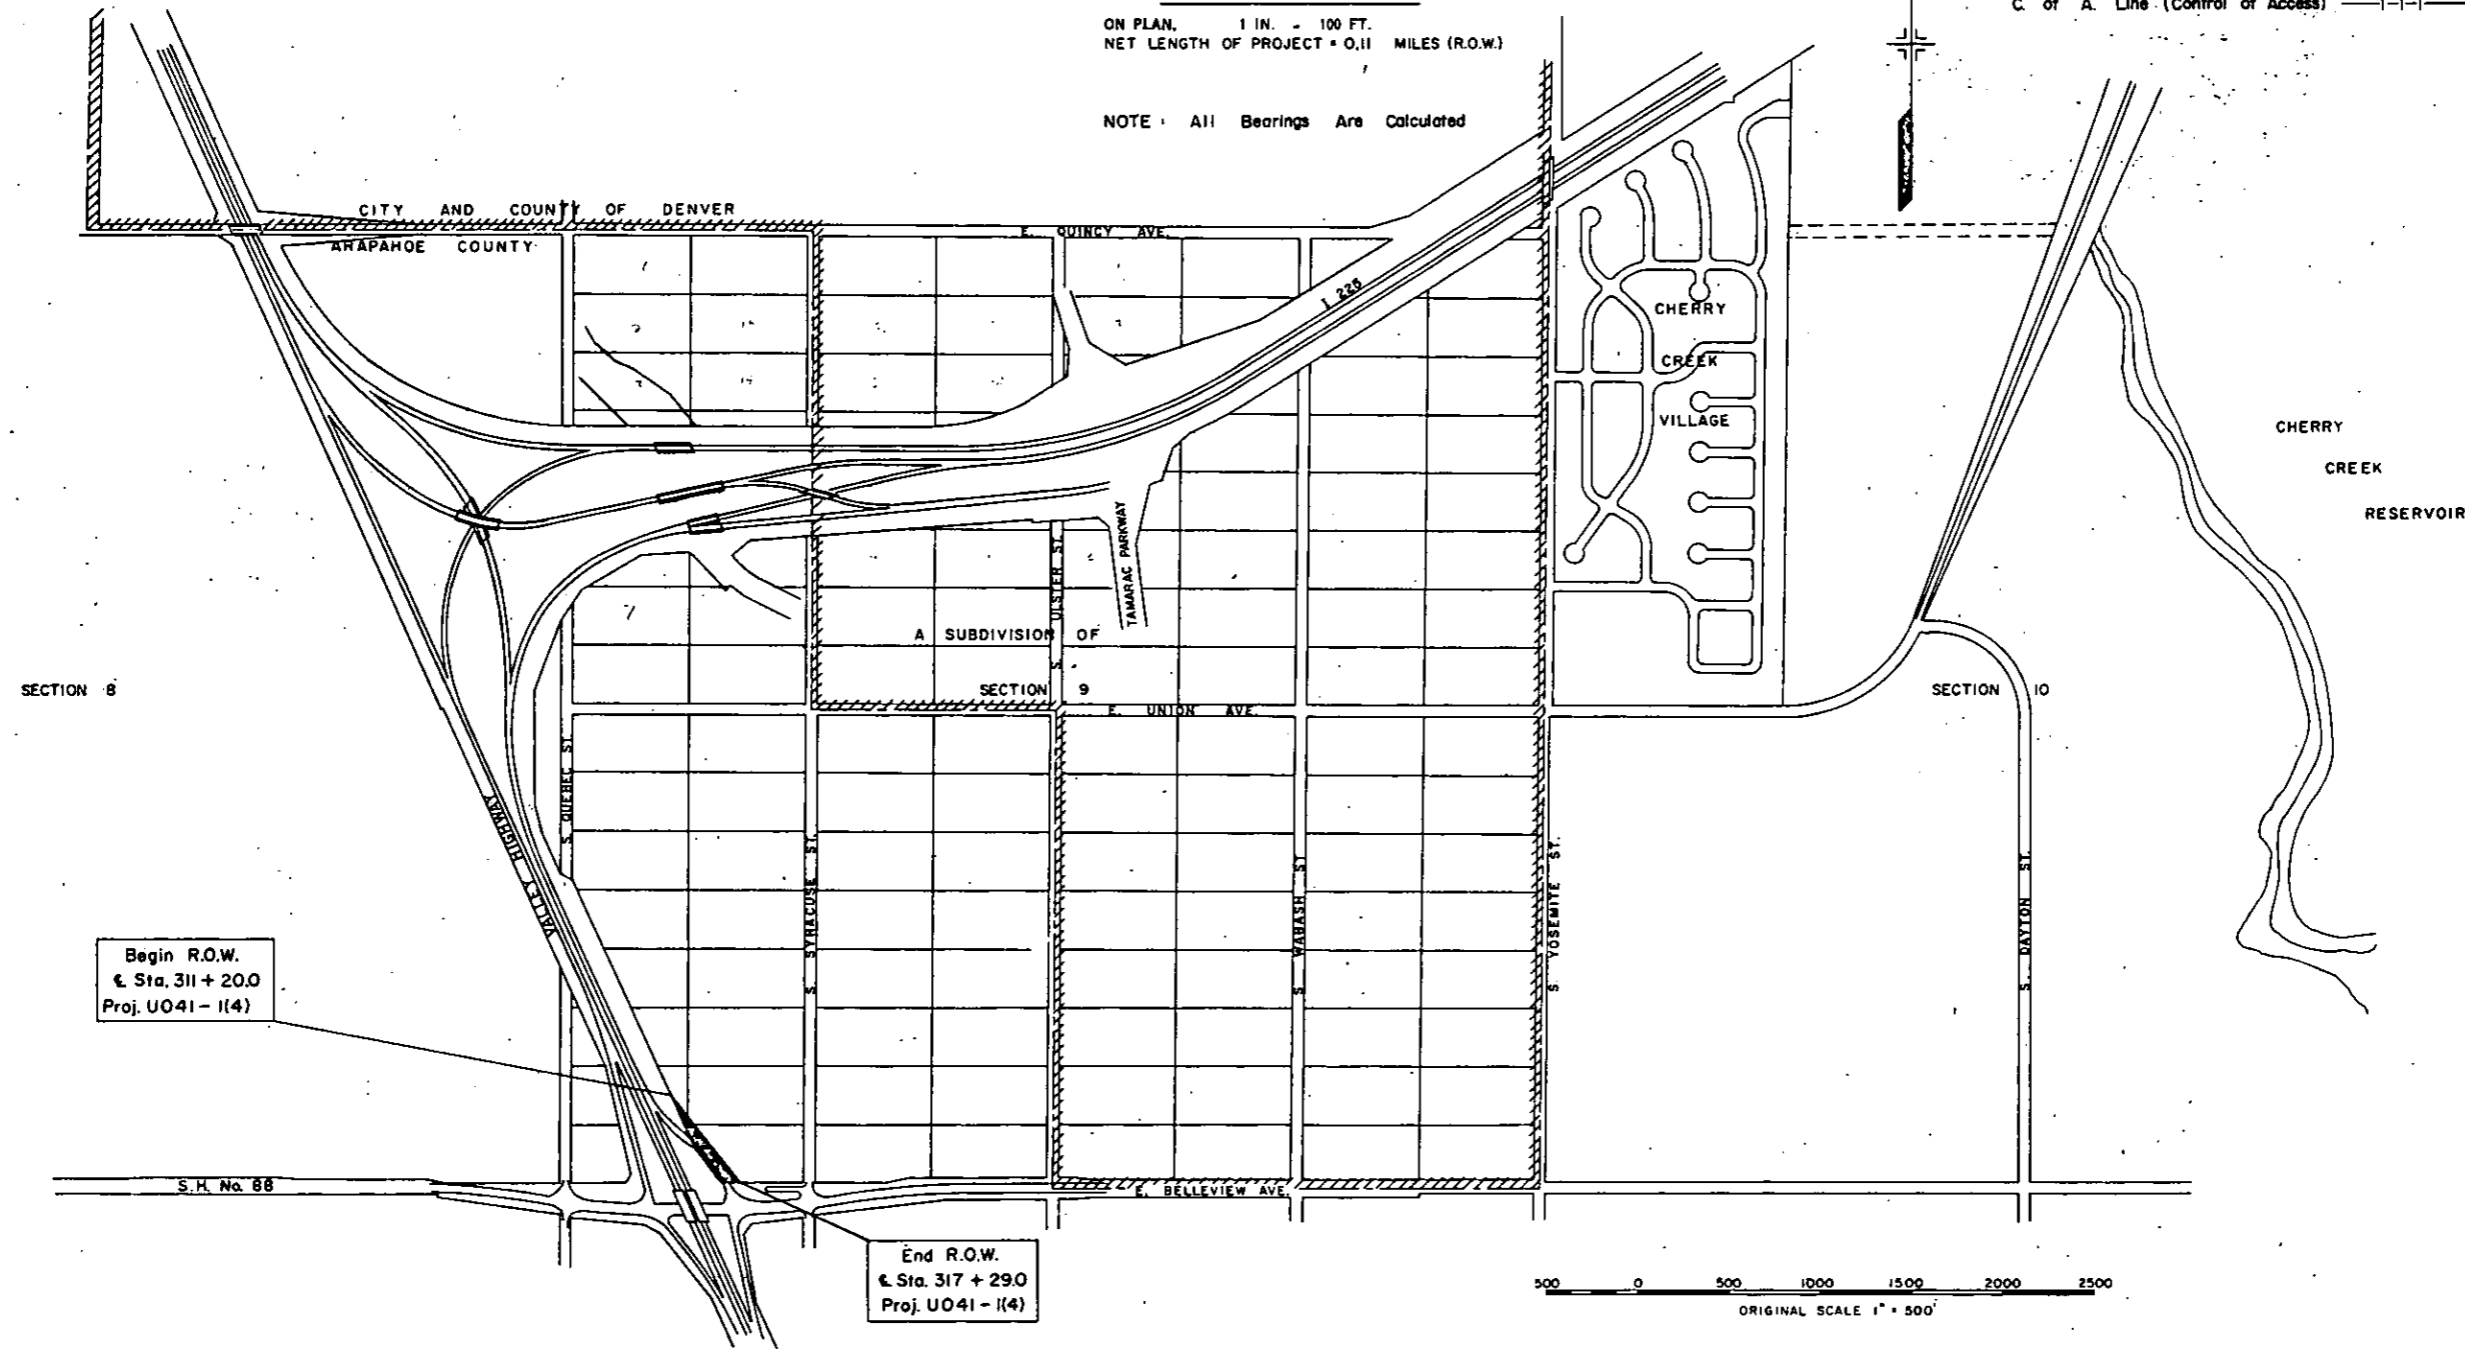 ON PLAN, 1 IN. - 100 FT.
NET LENGTH OF PROJECT = 0.11 MILES (R.O.W.)
NOTE: All Bearings Are Calculated
C. of A. Line (Control of Access)
CITY AND COUNTY OF DENVER
ARAPAHOE COUNTY
E. QUINCY AVE.
I 225
CHERRY
CREEK
VILLAGE
CHERRY
CREEK
RESERVOIR
TAMARAC PARKWAY
S. ULSTER ST.
A SUBDIVISION OF
SECTION 9
SECTION 8
SECTION 10
E. UNION AVE.
S. QUEBEC ST.
VALLEY HIGHWAY
S. SYRACUSE ST.
S. WABASH ST
S. YOSEMITE ST.
S. DAYTON ST.
Begin R.O.W.
℄ Sta. 311 + 20.0
Proj. U041 - 1(4)
S.H. No. 88
E. BELLEVIEW AVE.
End R.O.W.
℄ Sta. 317 + 29.0
Proj. U041 - 1(4)
500 0 500 1000 1500 2000 2500
ORIGINAL SCALE 1" = 500'